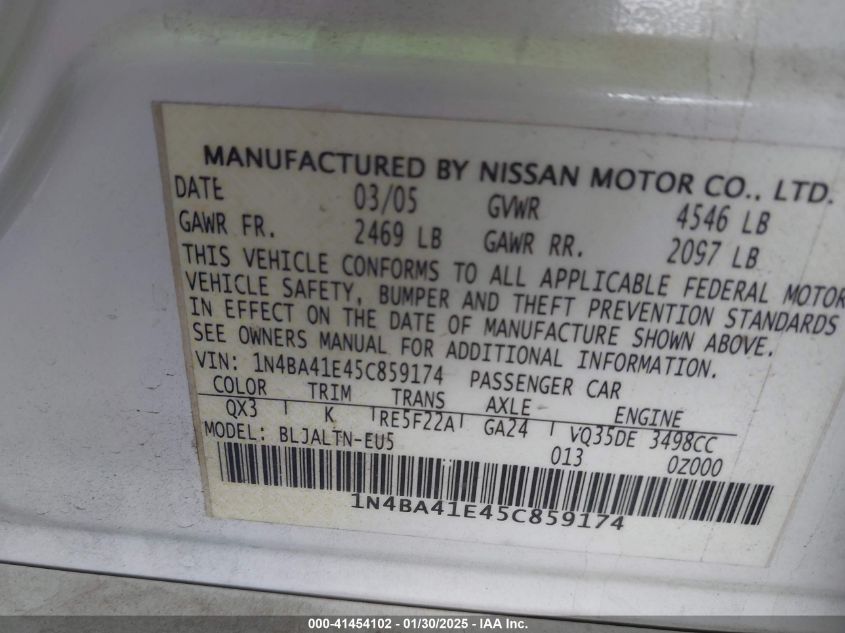 MANUFACTURED BY NISSAN MOTOR CO., LTD.
DATE 03/05 GVWR 4546 LB
GAWR FR. 2469 LB GAWR RR. 2097 LB
THIS VEHICLE CONFORMS TO ALL APPLICABLE FEDERAL MOTOR
VEHICLE SAFETY, BUMPER AND THEFT PREVENTION STANDARDS
IN EFFECT ON THE DATE OF MANUFACTURE SHOWN ABOVE.
SEE OWNERS MANUAL FOR ADDITIONAL INFORMATION.
VIN: 1N4BA41E45C859174 PASSENGER CAR
COLOR TRIM TRANS AXLE ENGINE
QX3 K RE5F22A GA24 VQ35DE 3498CC
MODEL: BLJALTN-EU5 013 0Z000
1N4BA41E45C859174
000-41454102 - 01/30/2025 - IAA Inc.